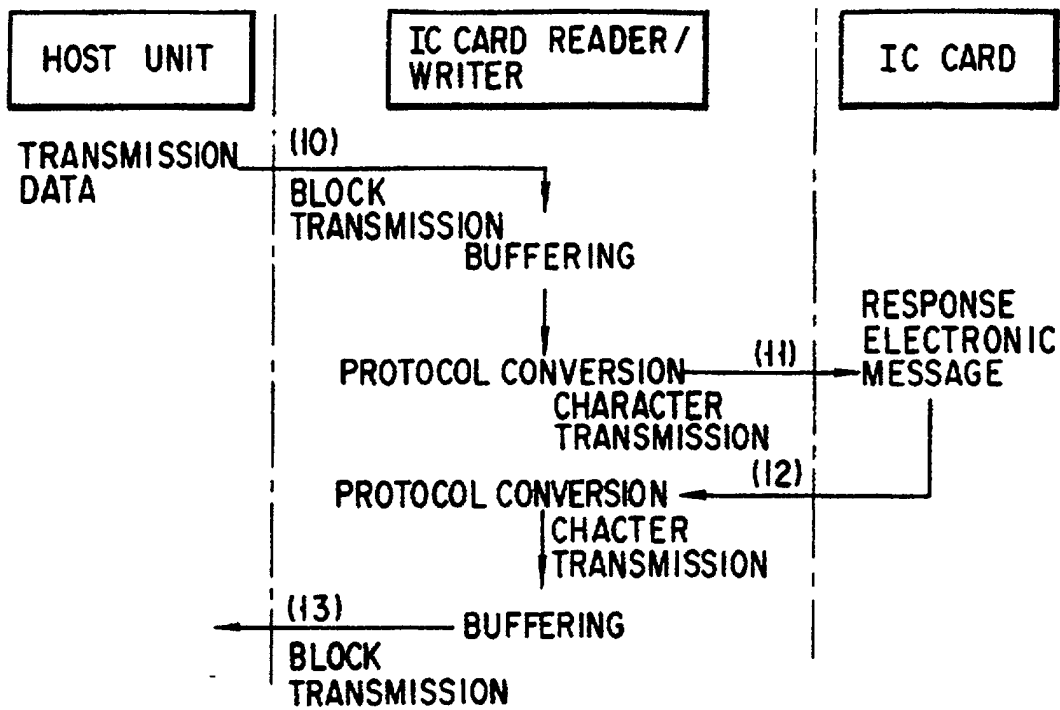 HOST UNIT
IC CARD READER/
WRITER
IC CARD
TRANSMISSION
DATA
(10)
BLOCK
TRANSMISSION
BUFFERING
PROTOCOL CONVERSION
(11)
CHARACTER
TRANSMISSION
RESPONSE
ELECTRONIC
MESSAGE
(12)
PROTOCOL CONVERSION
CHACTER
TRANSMISSION
(13)
BUFFERING
BLOCK
TRANSMISSION